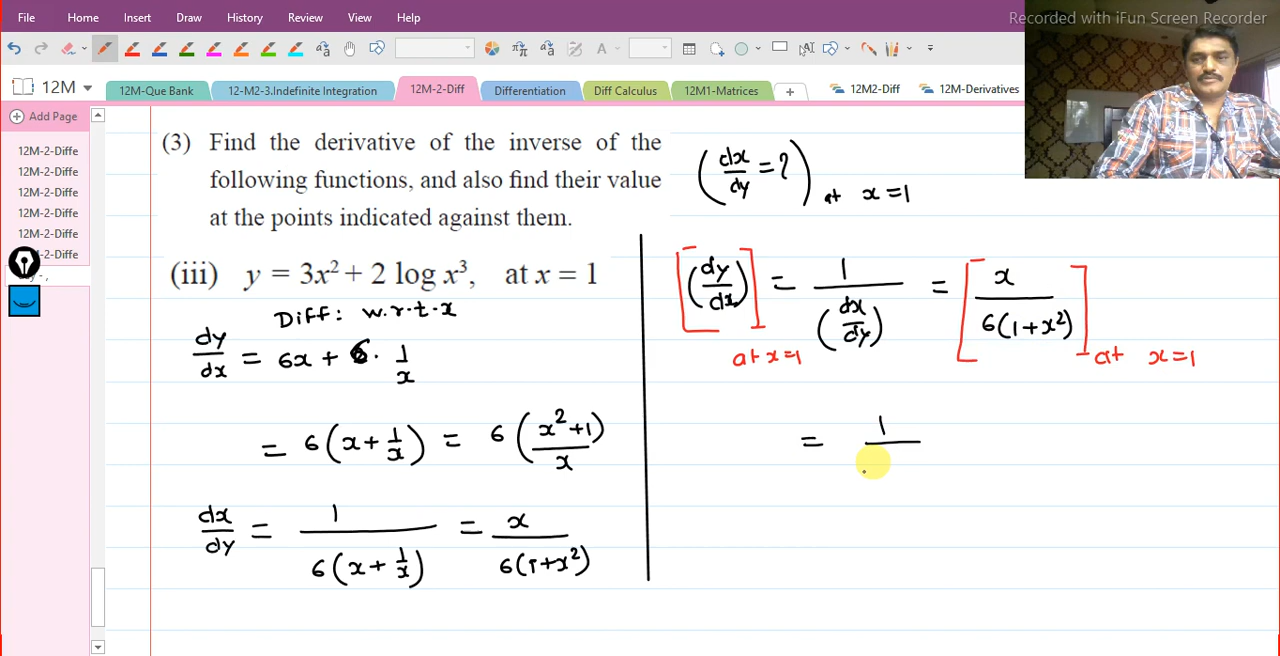 File Home Insert Draw History Review View Help
Recorded with iFun Screen Recorder
12M
12M-Que Bank
12-M2-3.Indefinite Integration
12M-2-Diff
Differentiation
Diff Calculus
12M1-Matrices
+
12M2-Diff
12M-Derivatives
Add Page
12M-2-Diffe
12M-2-Diffe
12M-2-Diffe
12M-2-Diffe
12M-2-Diffe
-Diffe
(3) Find the derivative of the inverse of the
following functions, and also find their value
at the points indicated against them.
(iii) y = 3x² + 2 log x³, at x = 1
Diff: w.r.t.x
dy/dx = 6x + 6 · 1/x
= 6(x + 1/x) = 6((x²+1)/x)
dx/dy = 1/(6(x + 1/x)) = x/(6(1+x²))
(dx/dy = ?) at x = 1
[(dy/dx)] at x=1 = 1/(dx/dy) = [x/(6(1+x²))] at x=1
= 1